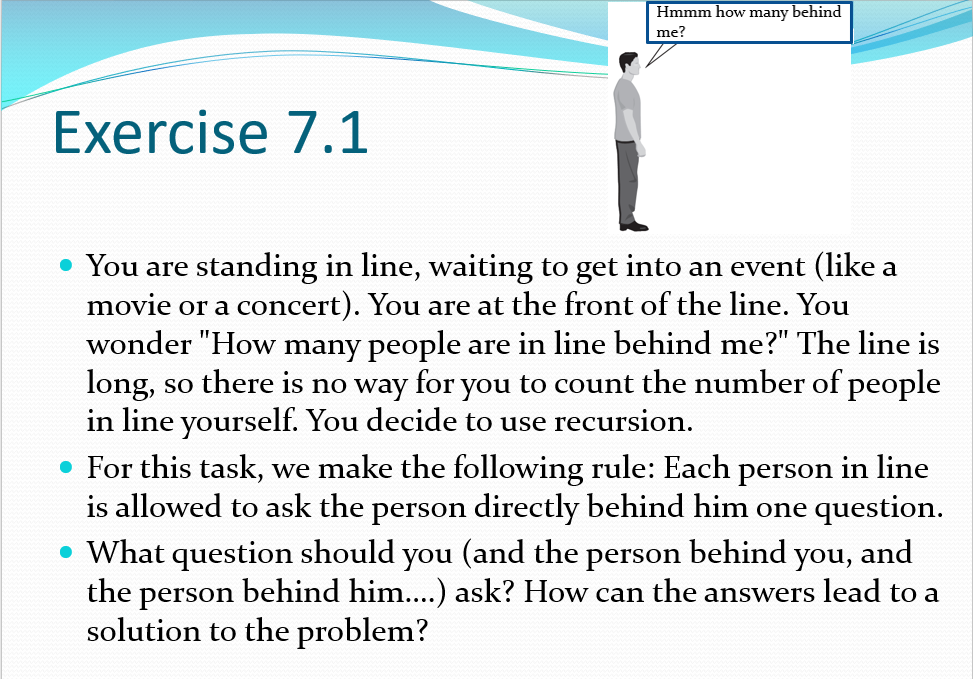 Hmmm how many behind
me?
Exercise 7.1
You are standing in line, waiting to get into an event (like a
movie or a concert). You are at the front of the line. You
wonder "How many people are in line behind me?" The line is
long, so there is no way for you to count the number of people
in line yourself. You decide to use recursion.
For this task, we make the following rule: Each person in line
is allowed to ask the person directly behind him one question.
What question should you (and the person behind you, and
the person behind him….) ask? How can the answers lead to a
solution to the problem?